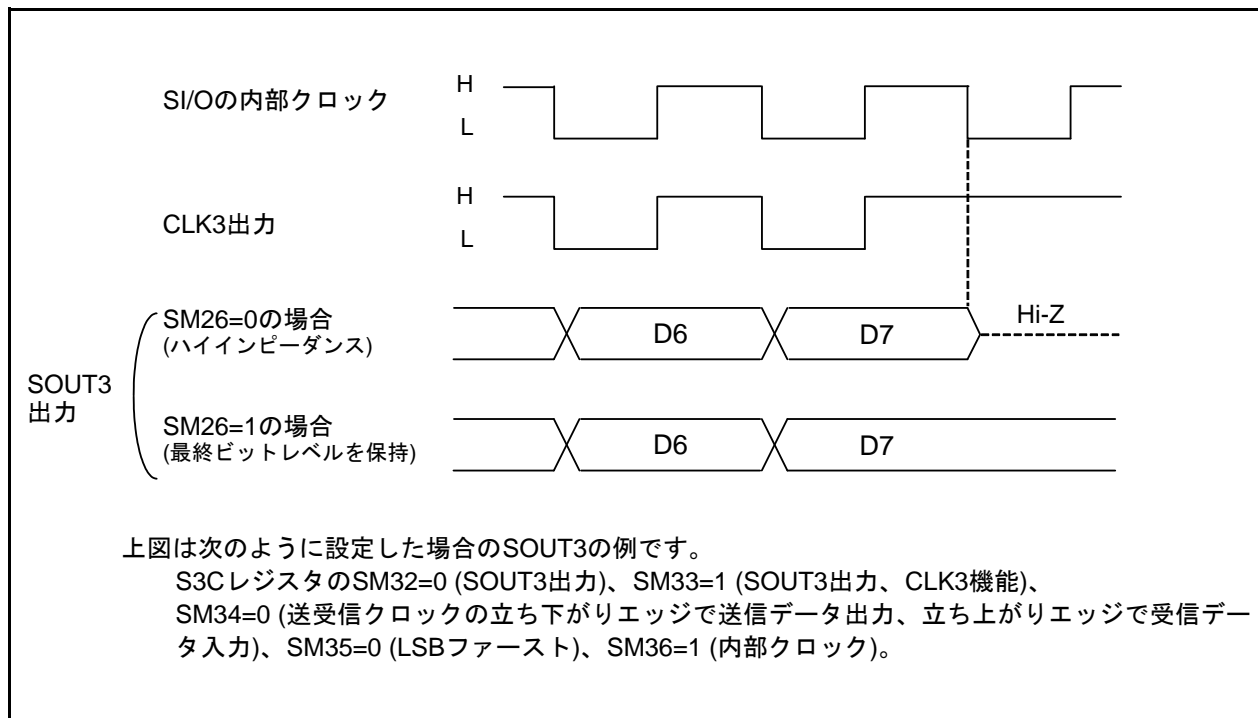 SI/Oの内部クロック
H
L
CLK3出力
H
L
SOUT3
出力
SM26=0の場合
(ハイインピーダンス)
D6
D7
Hi-Z
SM26=1の場合
(最終ビットレベルを保持)
D6
D7
上図は次のように設定した場合のSOUT3の例です。
S3CレジスタのSM32=0 (SOUT3出力)、SM33=1 (SOUT3出力、CLK3機能)、
SM34=0 (送受信クロックの立ち下がりエッジで送信データ出力、立ち上がりエッジで受信デー
タ入力)、SM35=0 (LSBファースト)、SM36=1 (内部クロック)。